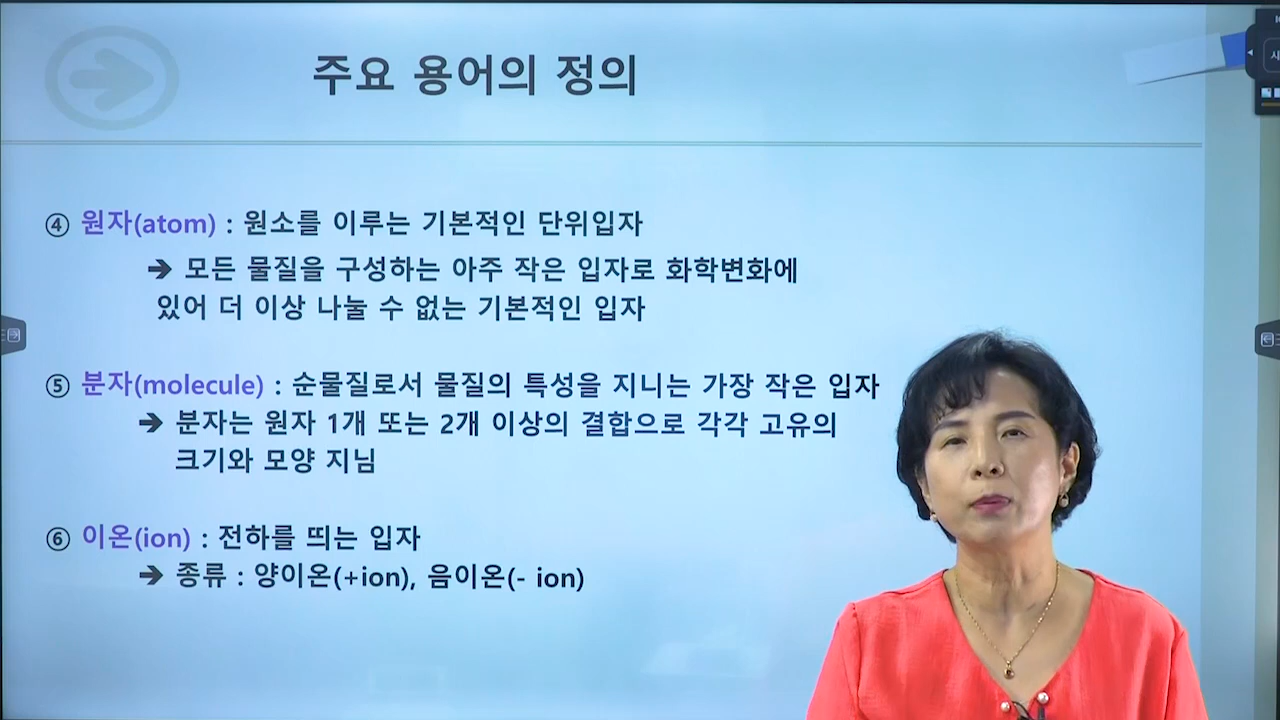 주요 용어의 정의
④ 원자(atom) : 원소를 이루는 기본적인 단위입자
➔ 모든 물질을 구성하는 아주 작은 입자로 화학변화에
있어 더 이상 나눌 수 없는 기본적인 입자
⑤ 분자(molecule) : 순물질로서 물질의 특성을 지니는 가장 작은 입자
➔ 분자는 원자 1개 또는 2개 이상의 결합으로 각각 고유의
크기와 모양 지님
⑥ 이온(ion) : 전하를 띄는 입자
➔ 종류 : 양이온(+ion), 음이온(- ion)